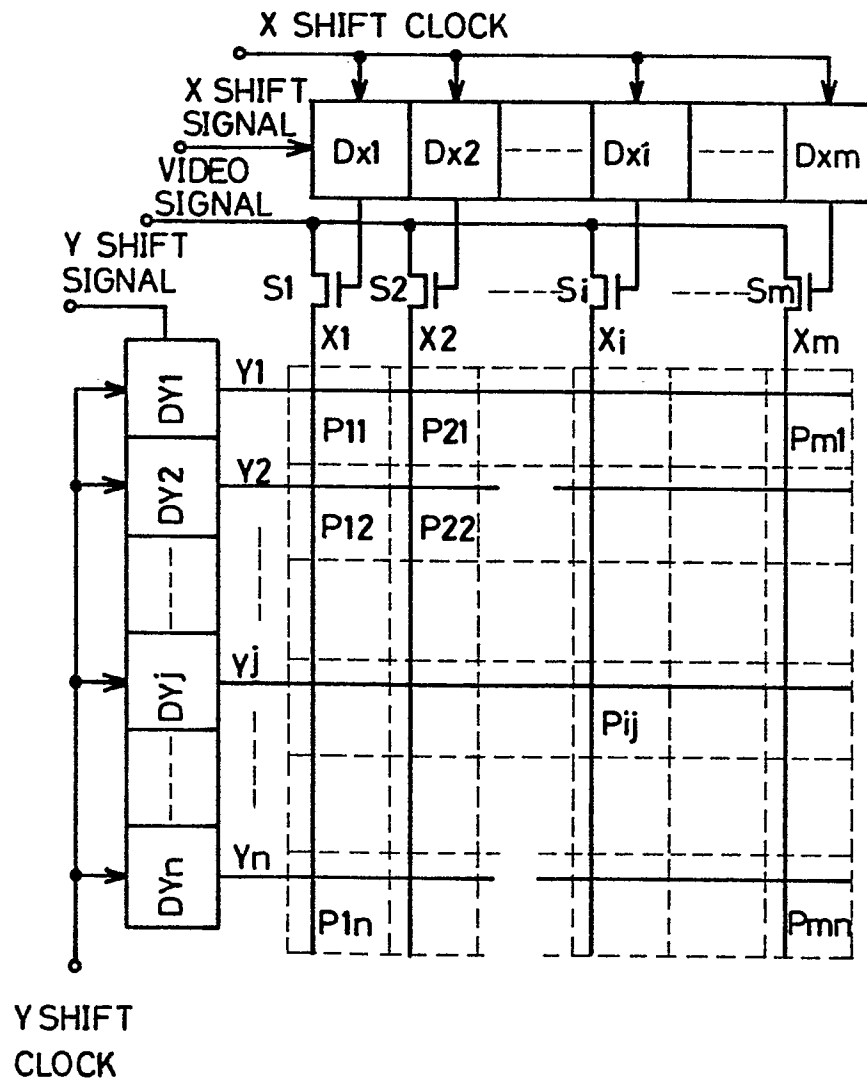 X SHIFT CLOCK
X SHIFT
SIGNAL
Dx1 Dx2 Dxi Dxm
VIDEO
SIGNAL
Y SHIFT
SIGNAL
S1 S2 Si Sm
X1 X2 Xi Xm
DY1 Y1
P11 P21 Pm1
DY2 Y2
P12 P22
DYj Yj
Pij
DYn Yn
P1n Pmn
Y SHIFT
CLOCK